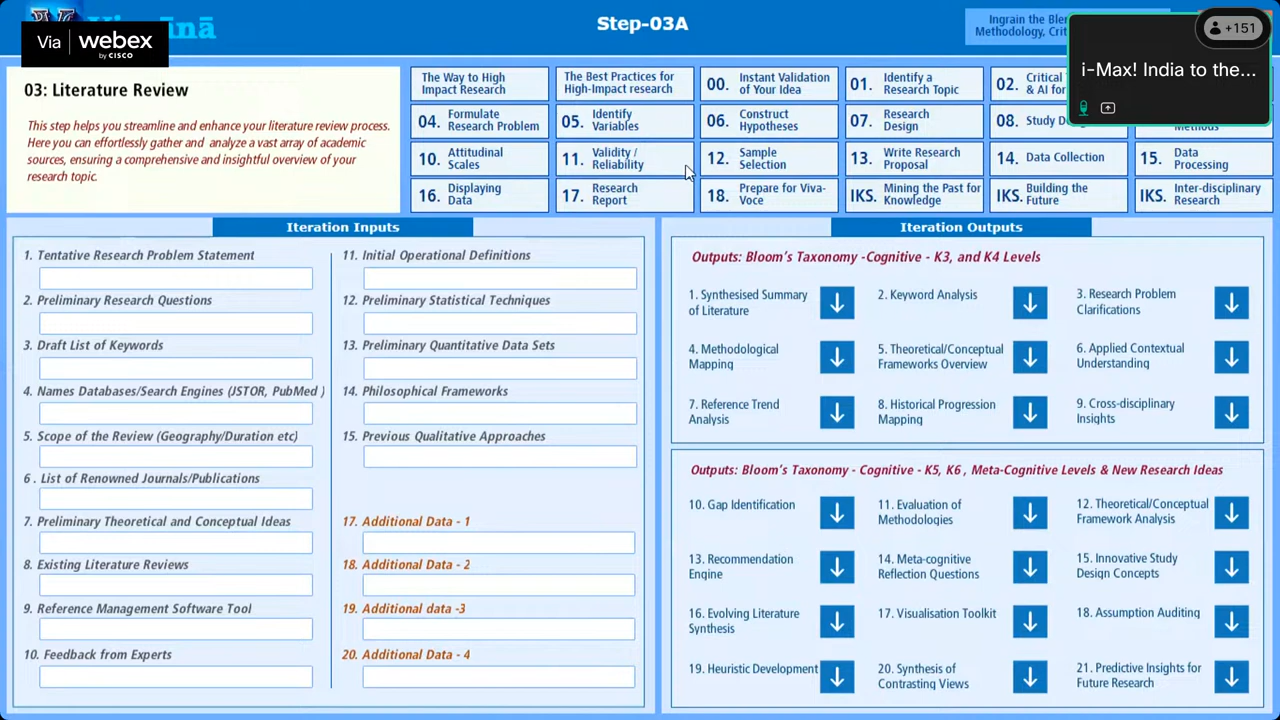 Via webex
by CISCO
Step-03A
Ingrain the
Methodology,
+151
i-Max! India to the...
03: Literature Review
This step helps you streamline and enhance your literature review process.
Here you can effortlessly gather and analyze a vast array of academic
sources, ensuring a comprehensive and insightful overview of your
research topic.
The Way to High
Impact Research
The Best Practices for
High-Impact research
00. Instant Validation
of Your Idea
01. Identify a
Research Topic
02. Critical
& AI for
04. Formulate
Research Problem
05. Identify
Variables
06. Construct
Hypotheses
07. Research
Design
08.
Study
10. Attitudinal
Scales
11. Validity /
Reliability
12. Sample
Selection
13. Write Research
Proposal
14. Data Collection
15. Data
Processing
16. Displaying
Data
17. Research
Report
18. Prepare for Viva-
Voce
IKS. Mining the Past for
Knowledge
IKS. Building the
Future
IKS. Inter-disciplinary
Research
Iteration Inputs
1. Tentative Research Problem Statement
2. Preliminary Research Questions
3. Draft List of Keywords
4. Names Databases/Search Engines (JSTOR, PubMed )
5. Scope of the Review (Geography/Duration etc)
6 . List of Renowned Journals/Publications
7. Preliminary Theoretical and Conceptual Ideas
8. Existing Literature Reviews
9. Reference Management Software Tool
10. Feedback from Experts
11. Initial Operational Definitions
12. Preliminary Statistical Techniques
13. Preliminary Quantitative Data Sets
14. Philosophical Frameworks
15. Previous Qualitative Approaches
17. Additional Data - 1
18. Additional Data - 2
19. Additional data -3
20. Additional Data - 4
Iteration Outputs
Outputs: Bloom's Taxonomy -Cognitive - K3, and K4 Levels
1. Synthesised Summary
of Literature
2. Keyword Analysis
3. Research Problem
Clarifications
4. Methodological
Mapping
5. Theoretical/Conceptual
Frameworks Overview
6. Applied Contextual
Understanding
7. Reference Trend
Analysis
8. Historical Progression
Mapping
9. Cross-disciplinary
Insights
Outputs: Bloom's Taxonomy - Cognitive - K5, K6 , Meta-Cognitive Levels & New Research Ideas
10. Gap Identification
11. Evaluation of
Methodologies
12. Theoretical/Conceptual
Framework Analysis
13. Recommendation
Engine
14. Meta-cognitive
Reflection Questions
15. Innovative Study
Design Concepts
16. Evolving Literature
Synthesis
17. Visualisation Toolkit
18. Assumption Auditing
19. Heuristic Development
20. Synthesis of
Contrasting Views
21. Predictive Insights for
Future Research